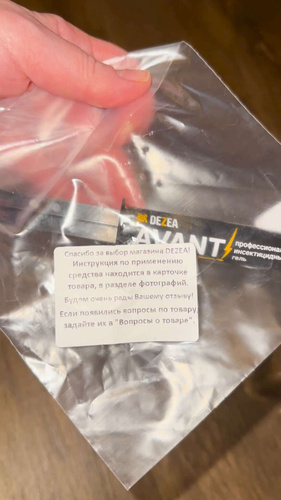 DEZEA
AVANT
профессиональ
инсектицидн
гель
Спасибо за выбор магазина DEZEA!
Инструкция по применению
средства находится в карточке
товара, в разделе фотографий.
Будем очень рады Вашему отзыву!
Если появились вопросы по товару,
задайте их в "Вопросы о товаре".